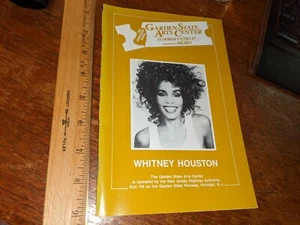 GARDEN STATE
ARTS CENTER
WHITNEY HOUSTON
The Garden State Arts Center
is operated by the New Jersey Highway Authority
Exit 116 on the Garden State Parkway, Holmdel, N.J.